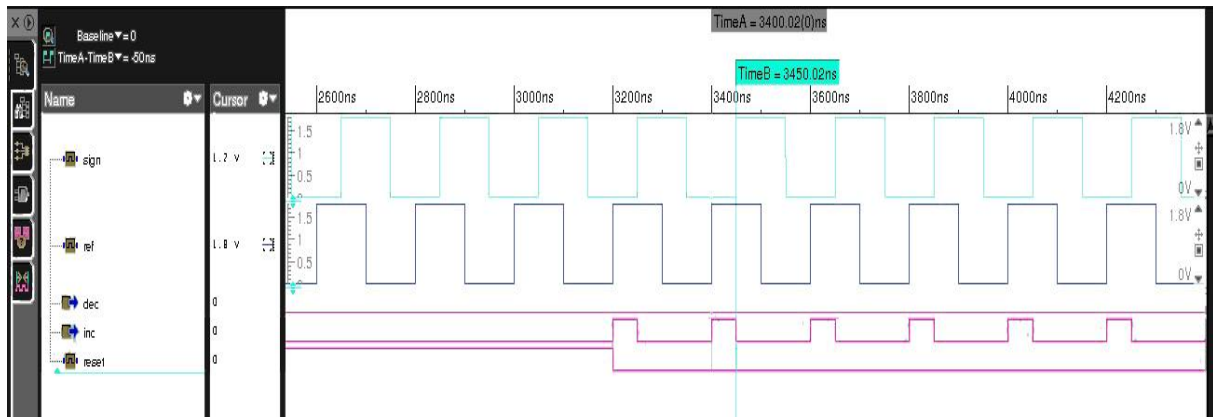 TimeA = 3400.02(0)ns
Baseline▼= 0
TimeA-TimeB▼= -50ns
TimeB = 3450.02ns
Name
Cursor
2600ns
2800ns
3000ns
3200ns
3400ns
3600ns
3800ns
4000ns
4200ns
sign
1.5
1
0.5
0
1.8V
0V
ref
1.8 V
1.5
1
0.5
0
1.8V
0V
dec
0
inc
0
reset
0